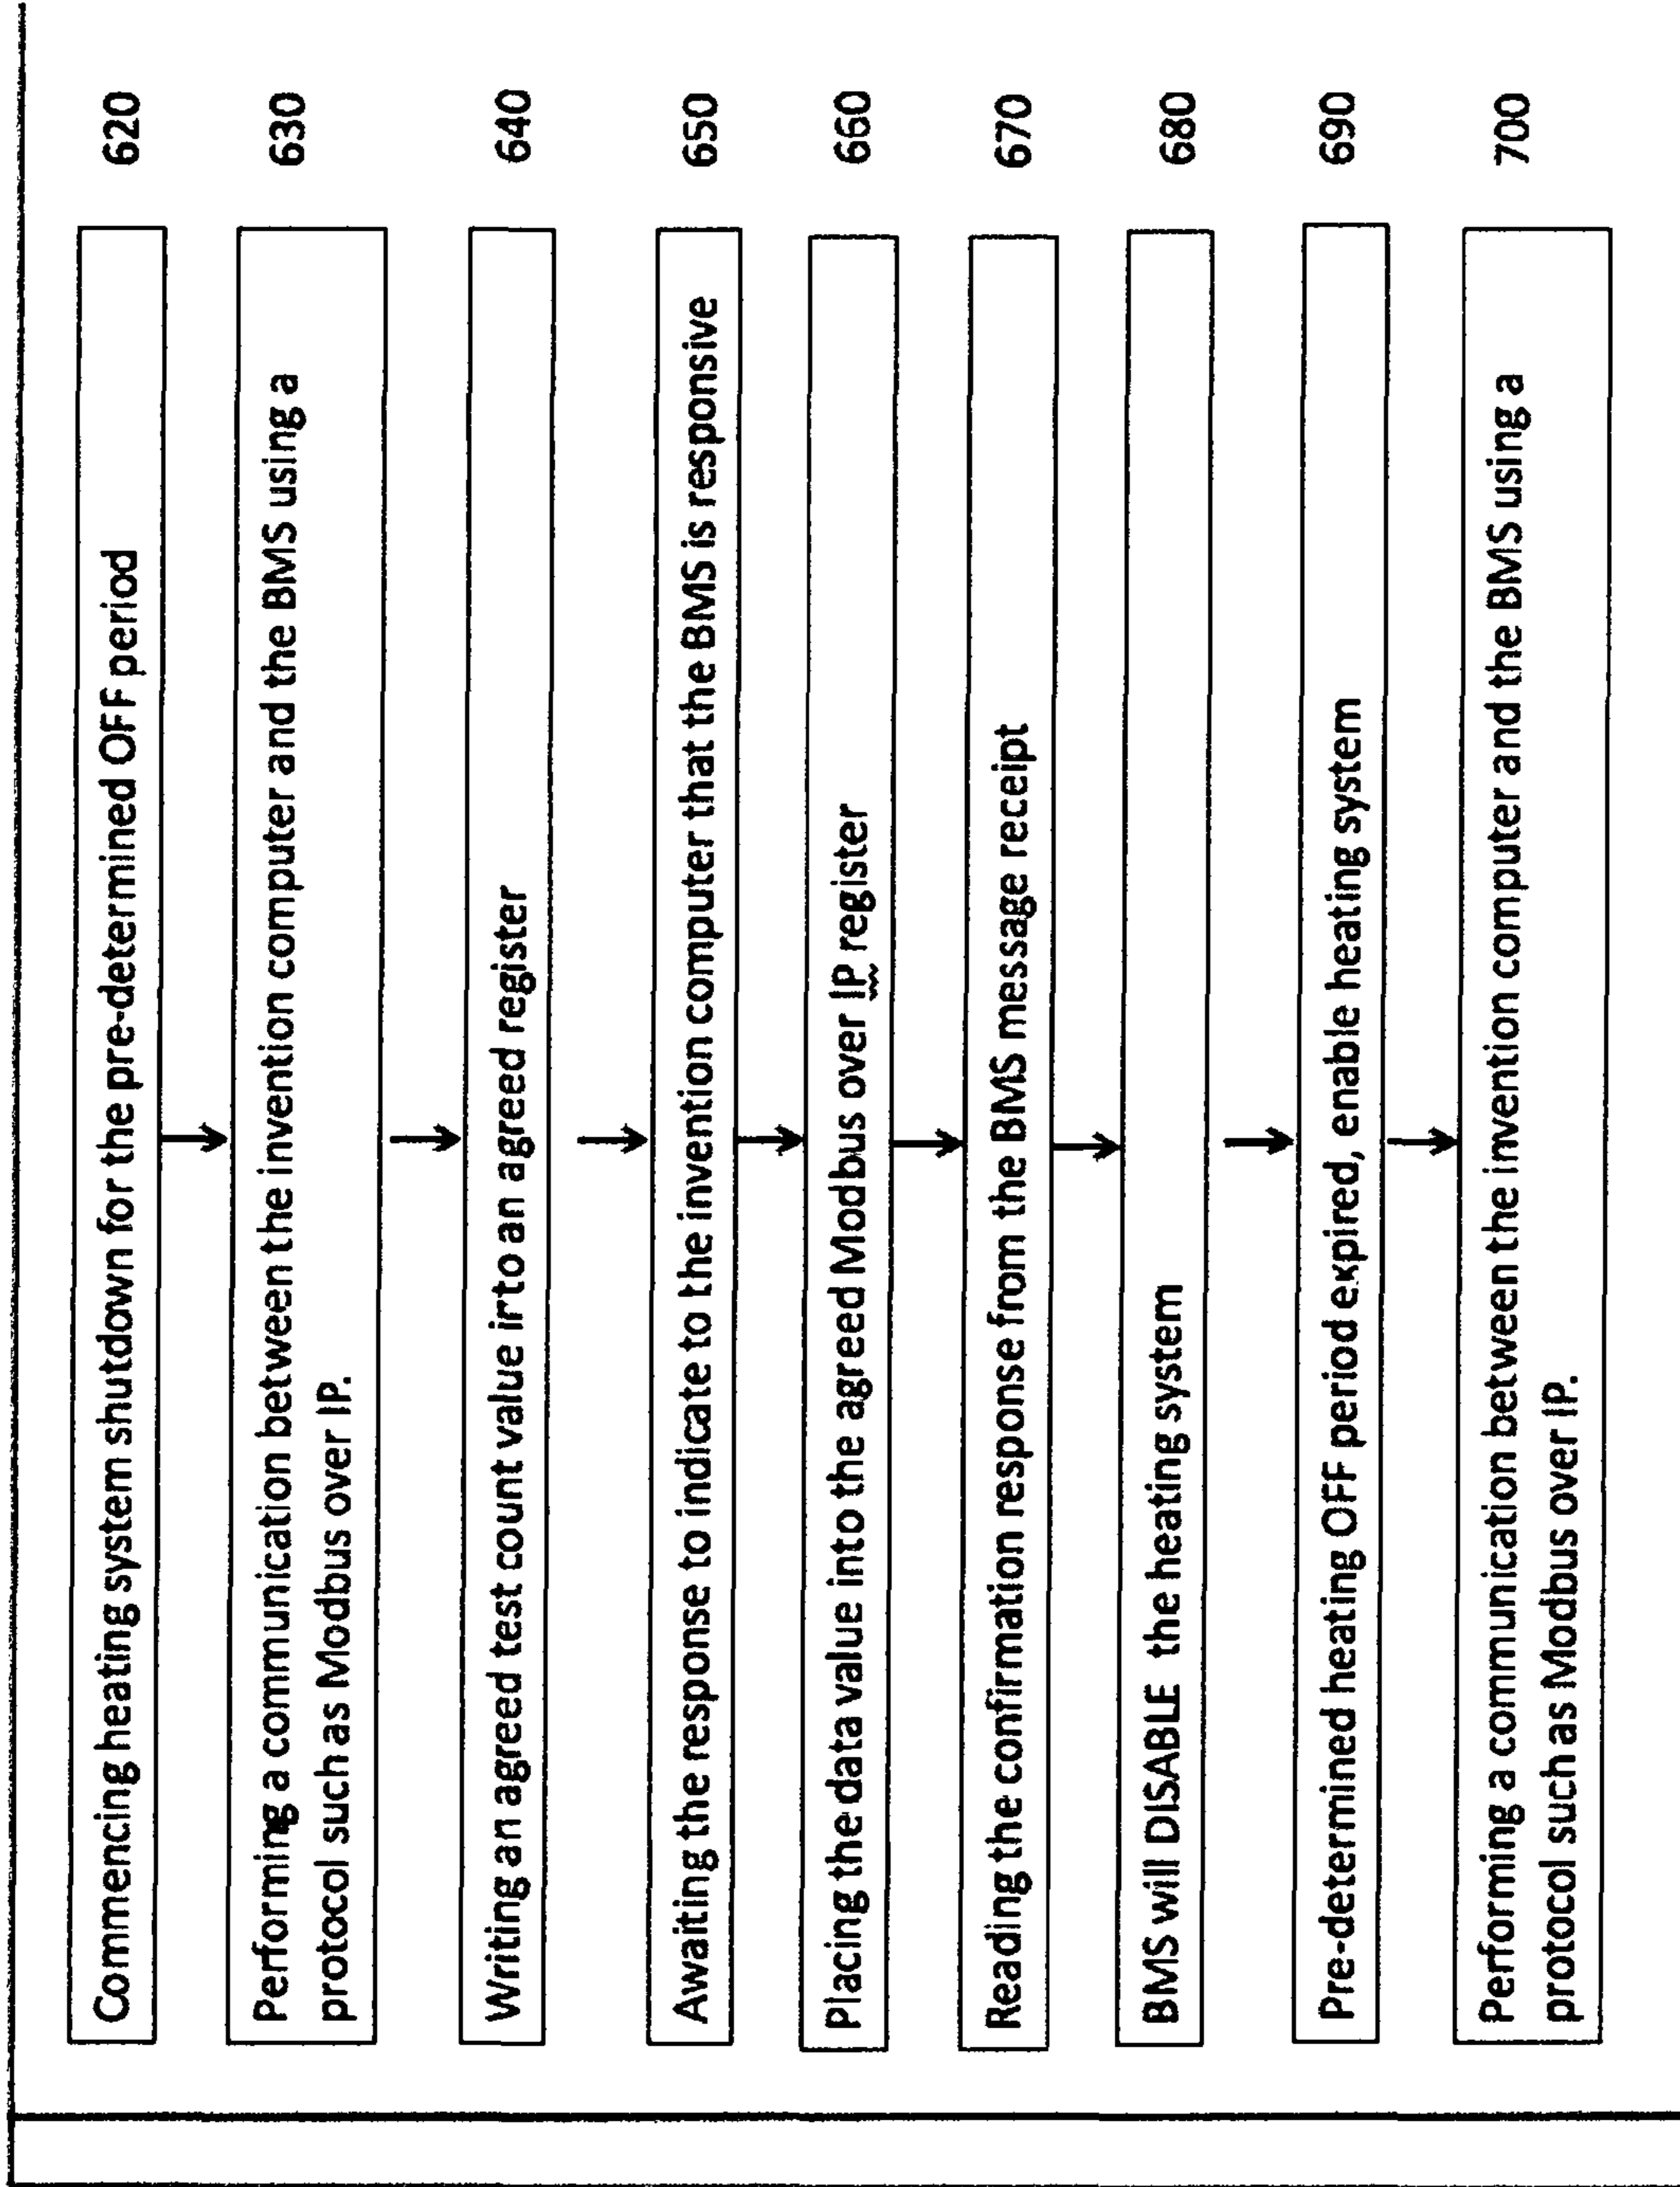 Commencing heating system shutdown for the pre-determined OFF period 620
Performing a communication between the invention computer and the BMS using a 630
protocol such as Modbus over IP.
Writing an agreed test count value irto an agreed register 640
Awaiting the response to indicate to the invention computer that the BMS is responsive 650
Placing the data value into the agreed Modbus over IP register 660
Reading the confirmation response from the BMS message receipt 670
BMS will DISABLE the heating system 680
Pre-determined heating OFF period expired, enable heating system 690
Performing a communication between the invention computer and the BMS using a 700
protocol such as Modbus over IP.